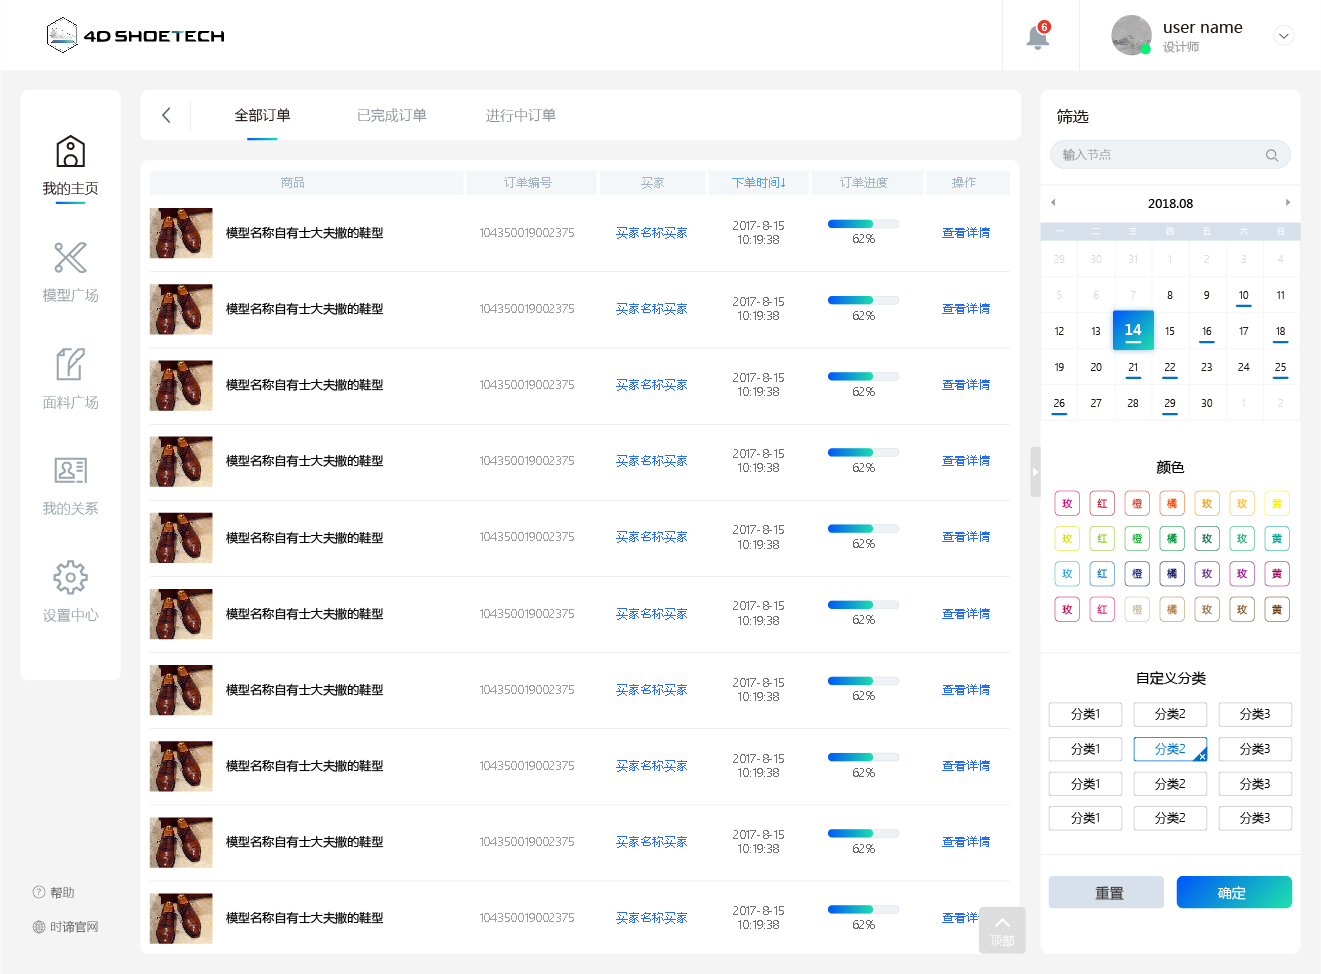 4D SHOETECH
6
user name
设计师
我的主页
模型广场
面料广场
我的关系
设置中心
帮助
时谛官网
全部订单 已完成订单 进行中订单
商品 订单编号 买家 下单时间↓ 订单进度 操作
模型名称自有士大夫撒的鞋型 104350019002375 买家名称买家 2017-8-15 10:19:38 62% 查看详情
模型名称自有士大夫撒的鞋型 104350019002375 买家名称买家 2017-8-15 10:19:38 62% 查看详情
模型名称自有士大夫撒的鞋型 104350019002375 买家名称买家 2017-8-15 10:19:38 62% 查看详情
模型名称自有士大夫撒的鞋型 104350019002375 买家名称买家 2017-8-15 10:19:38 62% 查看详情
模型名称自有士大夫撒的鞋型 104350019002375 买家名称买家 2017-8-15 10:19:38 62% 查看详情
模型名称自有士大夫撒的鞋型 104350019002375 买家名称买家 2017-8-15 10:19:38 62% 查看详情
模型名称自有士大夫撒的鞋型 104350019002375 买家名称买家 2017-8-15 10:19:38 62% 查看详情
模型名称自有士大夫撒的鞋型 104350019002375 买家名称买家 2017-8-15 10:19:38 62% 查看详情
模型名称自有士大夫撒的鞋型 104350019002375 买家名称买家 2017-8-15 10:19:38 62% 查看详情
模型名称自有士大夫撒的鞋型 104350019002375 买家名称买家 2017-8-15 10:19:38 62% 查看详
顶部
筛选
输入节点
2018.08
一 二 三 四 五 六 日
29 30 31 1 2 3 4
5 6 7 8 9 10 11
12 13 14 15 16 17 18
19 20 21 22 23 24 25
26 27 28 29 30 1 2
颜色
玫 红 橙 橘 玫 玫 黄
玫 红 橙 橘 玫 玫 黄
玫 红 橙 橘 玫 玫 黄
玫 红 橙 橘 玫 玫 黄
自定义分类
分类1 分类2 分类3
分类1 分类2 分类3
分类1 分类2 分类3
分类1 分类2 分类3
重置 确定